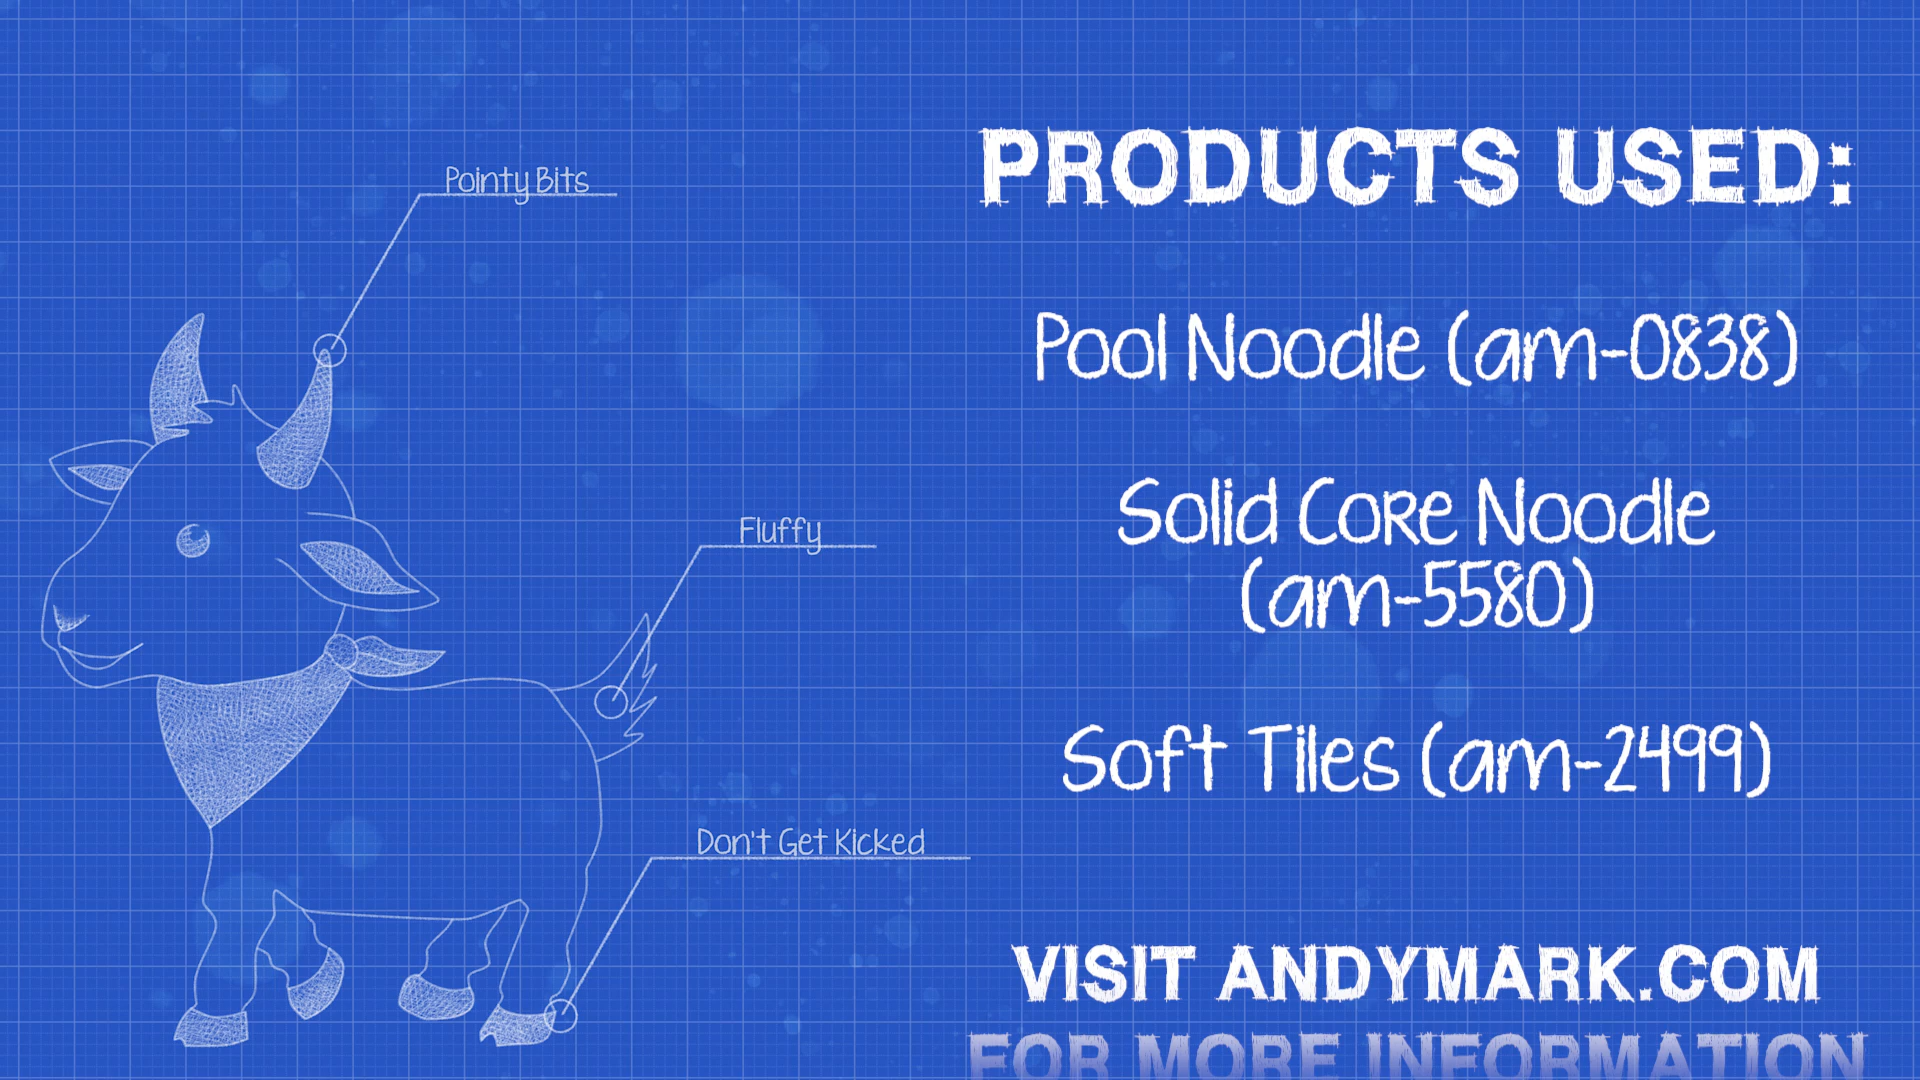 Pointy Bits
Fluffy
Don't Get Kicked
PRODUCTS USED:
Pool Noodle (am-0838)
Solid Core Noodle
(am-5580)
Soft Tiles (am-2499)
VISIT ANDYMARK.COM
FOR MORE INFORMATION